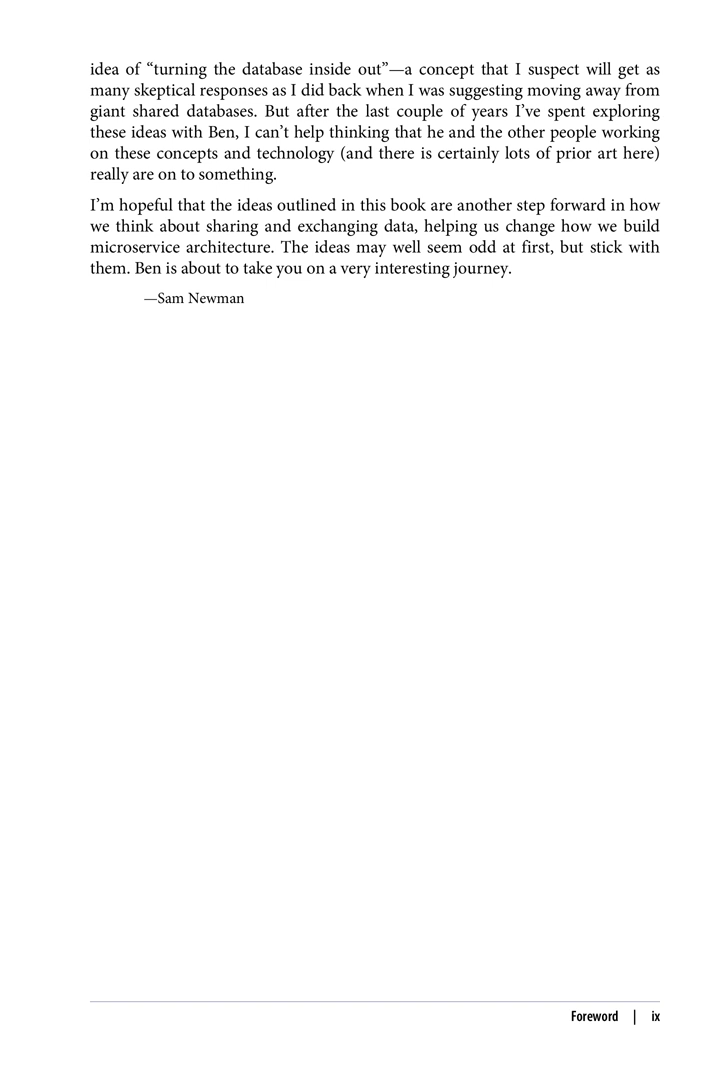 idea of “turning the database inside out”—a concept that I suspect will get as
many skeptical responses as I did back when I was suggesting moving away from
giant shared databases. But after the last couple of years I’ve spent exploring
these ideas with Ben, I can’t help thinking that he and the other people working
on these concepts and technology (and there is certainly lots of prior art here)
really are on to something.
I’m hopeful that the ideas outlined in this book are another step forward in how
we think about sharing and exchanging data, helping us change how we build
microservice architecture. The ideas may well seem odd at first, but stick with
them. Ben is about to take you on a very interesting journey.
—Sam Newman
Foreword | ix